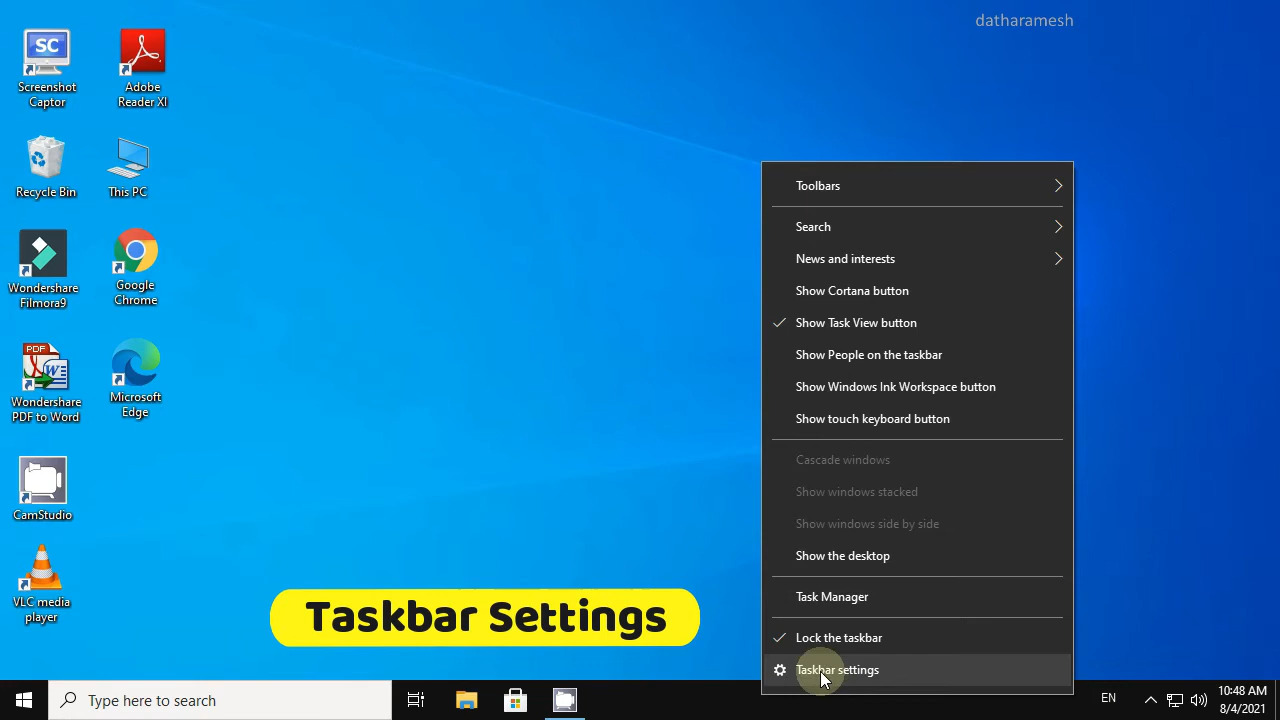 datharamesh
SC
Screenshot
Captor
Adobe
Reader XI
Recycle Bin
This PC
Wondershare
Filmora9
Google
Chrome
PDF
W
Wondershare
PDF to Word
Microsoft
Edge
CamStudio
VLC media
player
Toolbars
Search
News and interests
Show Cortana button
Show Task View button
Show People on the taskbar
Show Windows Ink Workspace button
Show touch keyboard button
Cascade windows
Show windows stacked
Show windows side by side
Show the desktop
Task Manager
Lock the taskbar
Taskbar settings
Taskbar Settings
Type here to search
EN
10:48 AM
8/4/2021